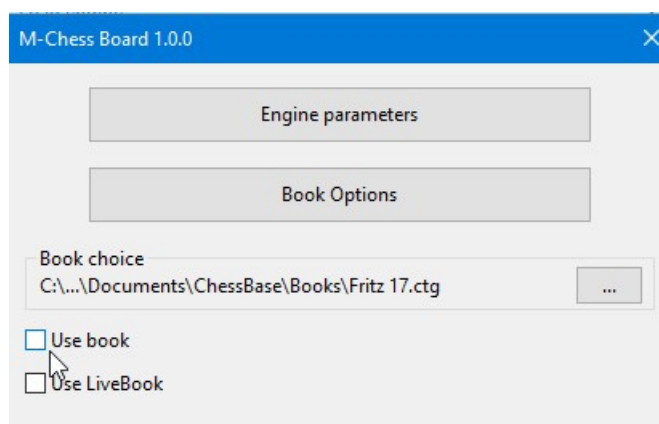 M-Chess Board 1.0.0
Engine parameters
Book Options
Book choice
C:\...\Documents\ChessBase\Books\Fritz 17.ctg
...
Use book
Use LiveBook